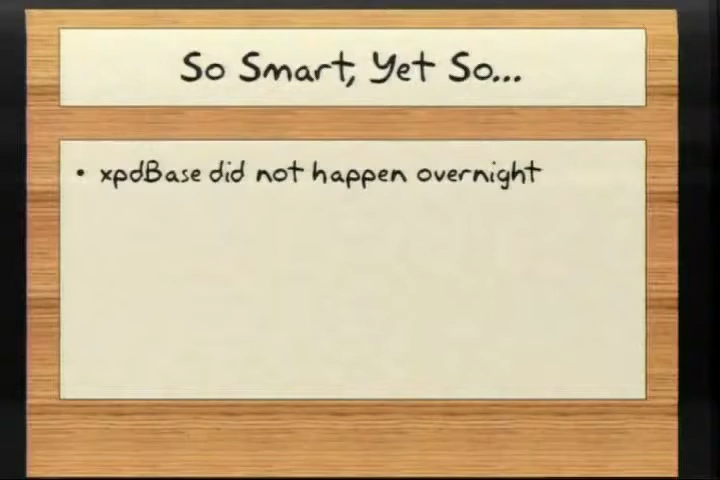 So Smart, Yet So...
• xpdBase did not happen overnight